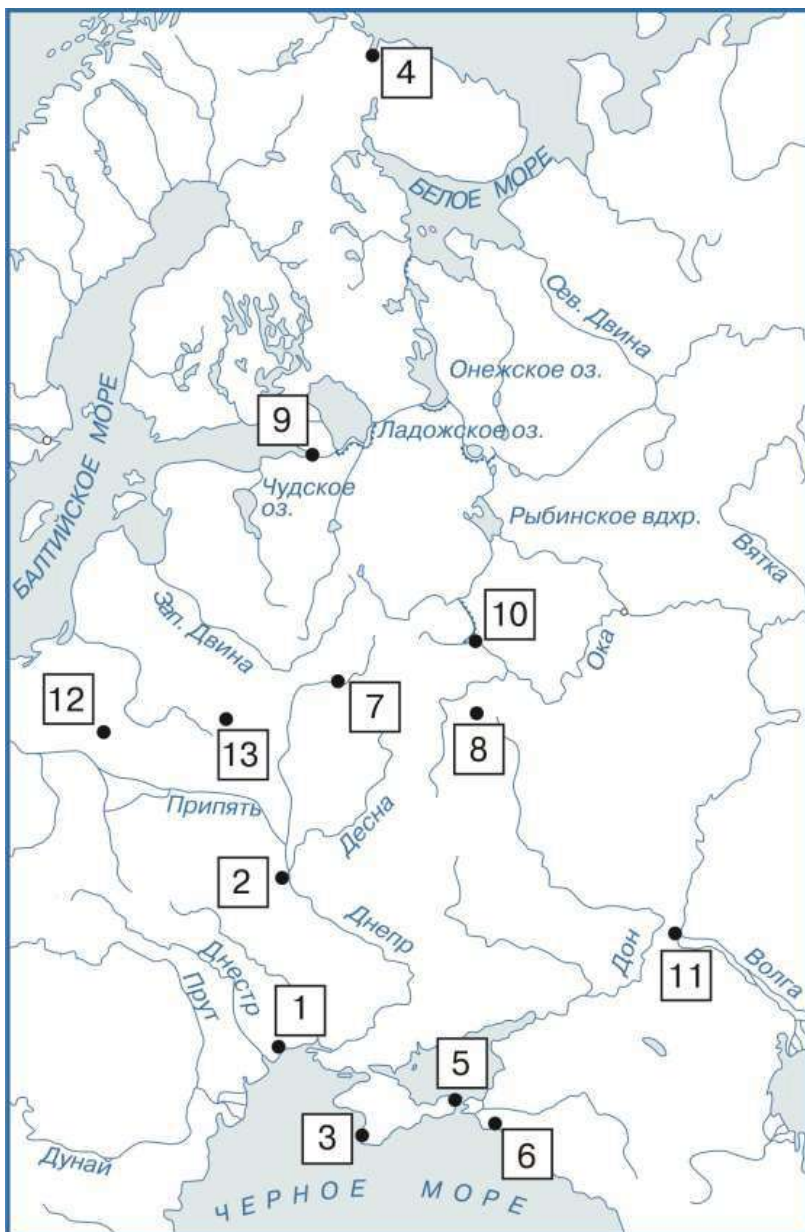 4
БЕЛОЕ МОРЕ
Сев. Двина
Онежское оз.
БАЛТИЙСКОЕ МОРЕ
9
Ладожское оз.
Чудское
оз.
Рыбинское вдхр.
Вятка
Зап. Двина
10
Ока
12
13
7
8
Припять
Десна
2
Днепр
Дон
Волга
11
Днестр
Прут
1
5
3
6
Дунай
ЧЕРНОЕ МОРЕ